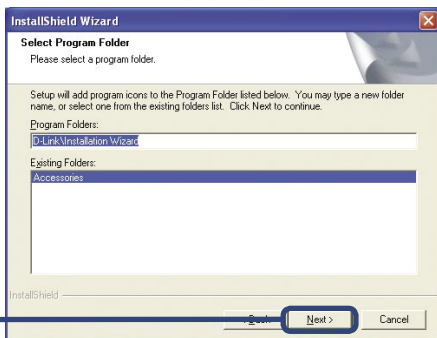 InstallShield Wizard
Select Program Folder
Please select a program folder.
Setup will add program icons to the Program Folder listed below. You may type a new folder
name, or select one from the existing folders list. Click Next to continue.
Program Folders:
D-Link\Installation Wizard
Existing Folders:
Accessories
InstallShield
Next > Cancel